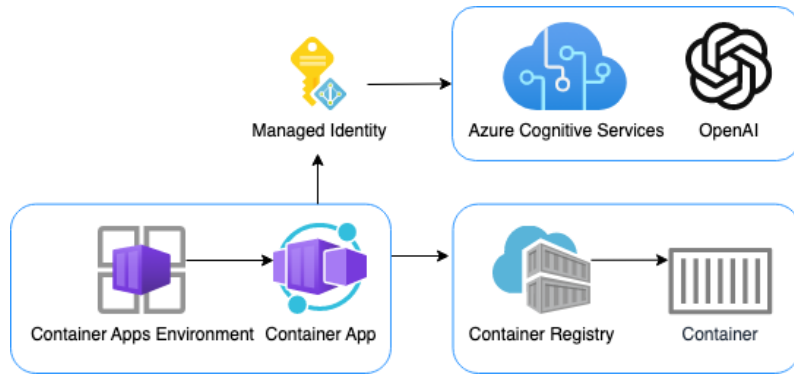 Managed Identity
Azure Cognitive Services
OpenAI
Container Apps Environment
Container App
Container Registry
Container